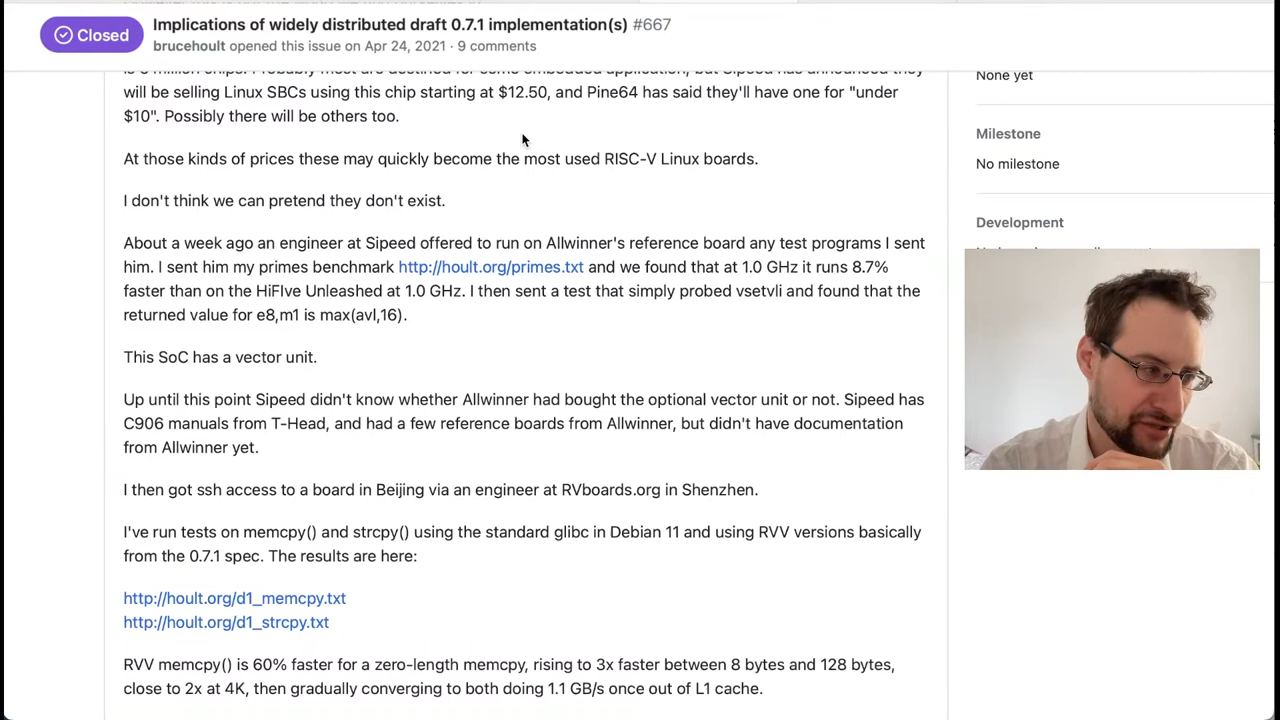 Closed
Implications of widely distributed draft 0.7.1 implementation(s) #667
brucehoult opened this issue on Apr 24, 2021 · 9 comments
will be selling Linux SBCs using this chip starting at $12.50, and Pine64 has said they'll have one for "under
$10". Possibly there will be others too.
At those kinds of prices these may quickly become the most used RISC-V Linux boards.
I don't think we can pretend they don't exist.
About a week ago an engineer at Sipeed offered to run on Allwinner's reference board any test programs I sent
him. I sent him my primes benchmark http://hoult.org/primes.txt and we found that at 1.0 GHz it runs 8.7%
faster than on the HiFIve Unleashed at 1.0 GHz. I then sent a test that simply probed vsetvli and found that the
returned value for e8,m1 is max(avl,16).
This SoC has a vector unit.
Up until this point Sipeed didn't know whether Allwinner had bought the optional vector unit or not. Sipeed has
C906 manuals from T-Head, and had a few reference boards from Allwinner, but didn't have documentation
from Allwinner yet.
I then got ssh access to a board in Beijing via an engineer at RVboards.org in Shenzhen.
I've run tests on memcpy() and strcpy() using the standard glibc in Debian 11 and using RVV versions basically
from the 0.7.1 spec. The results are here:
http://hoult.org/d1_memcpy.txt
http://hoult.org/d1_strcpy.txt
RVV memcpy() is 60% faster for a zero-length memcpy, rising to 3x faster between 8 bytes and 128 bytes,
close to 2x at 4K, then gradually converging to both doing 1.1 GB/s once out of L1 cache.
None yet
Milestone
No milestone
Development